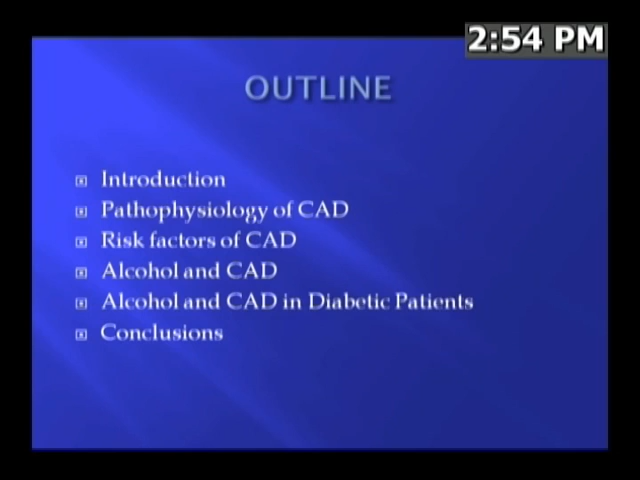 2:54 PM
OUTLINE
Introduction
Pathophysiology of CAD
Risk factors of CAD
Alcohol and CAD
Alcohol and CAD in Diabetic Patients
Conclusions